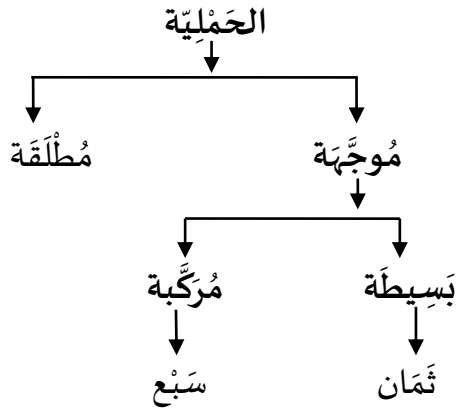 الحَمْلِيّة
مُوجَّهَة
مُطْلَقَة
بَسِيطَة
مُرَكَّبة
ثَمَان
سَبْع